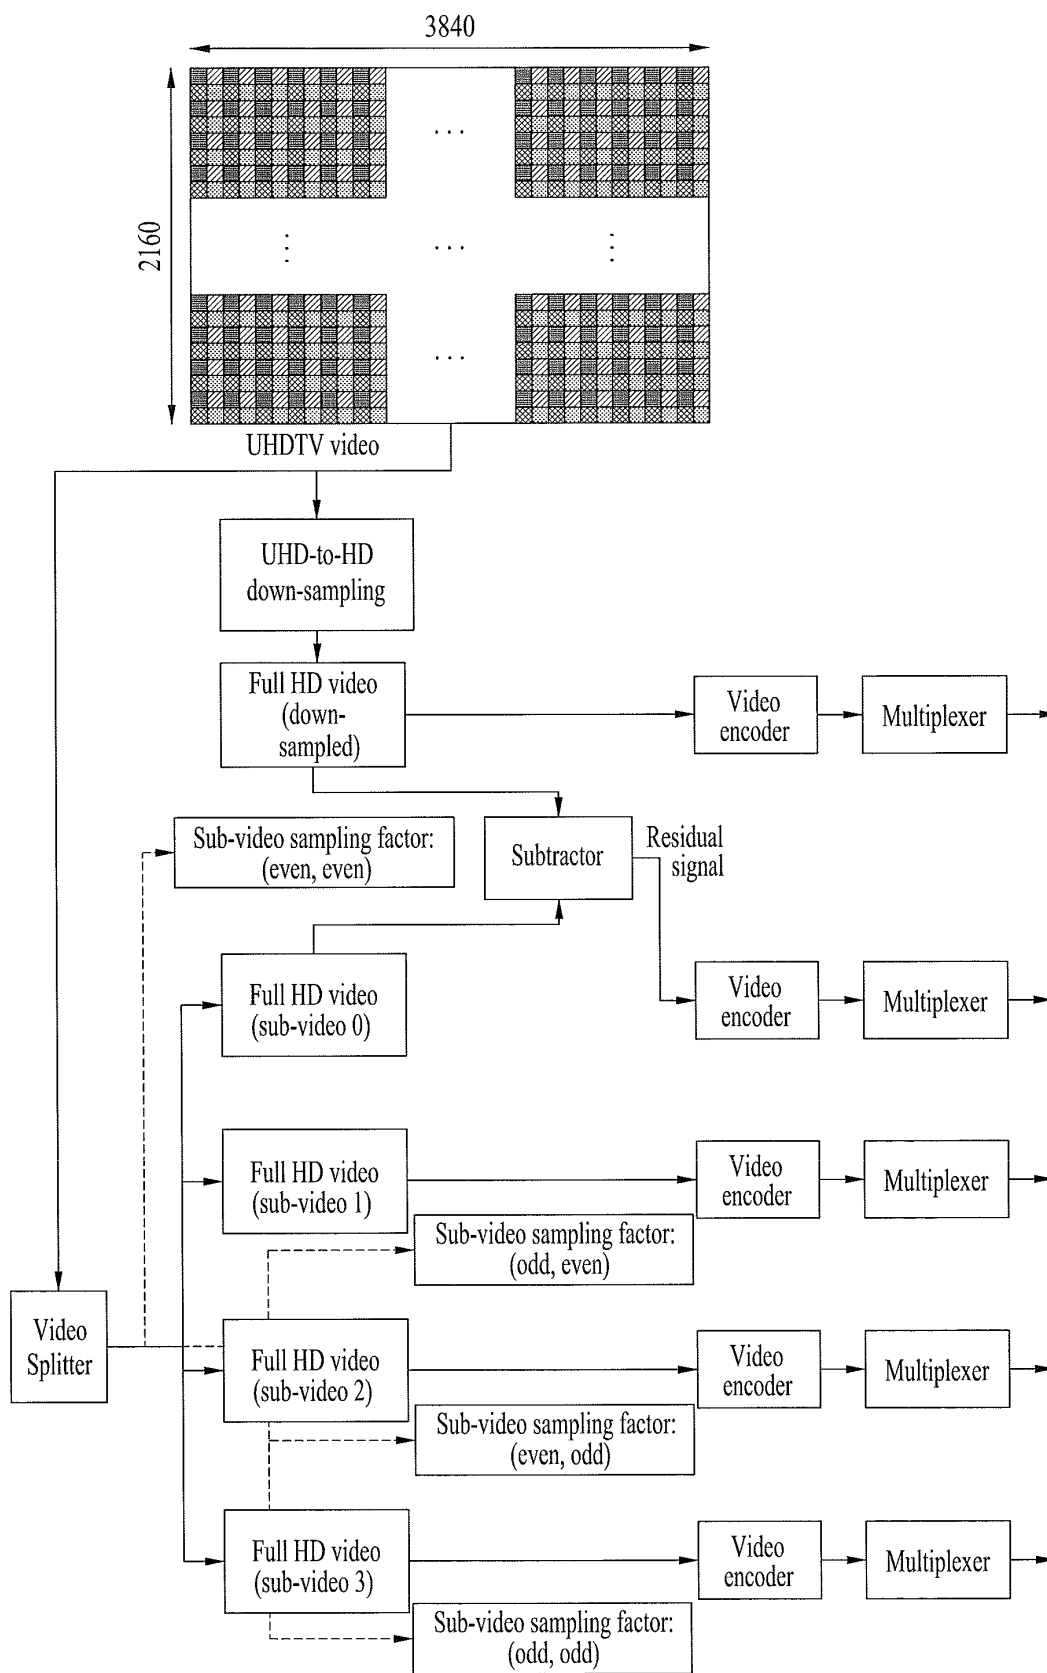 3840
2160
UHDTV video
UHD-to-HD
down-sampling
Full HD video
(down-
sampled)
Video
encoder
Multiplexer
Sub-video sampling factor:
(even, even)
Subtractor
Residual
signal
Full HD video
(sub-video 0)
Video
encoder
Multiplexer
Full HD video
(sub-video 1)
Video
encoder
Multiplexer
Sub-video sampling factor:
(odd, even)
Video
Splitter
Full HD video
(sub-video 2)
Video
encoder
Multiplexer
Sub-video sampling factor:
(even, odd)
Full HD video
(sub-video 3)
Video
encoder
Multiplexer
Sub-video sampling factor:
(odd, odd)